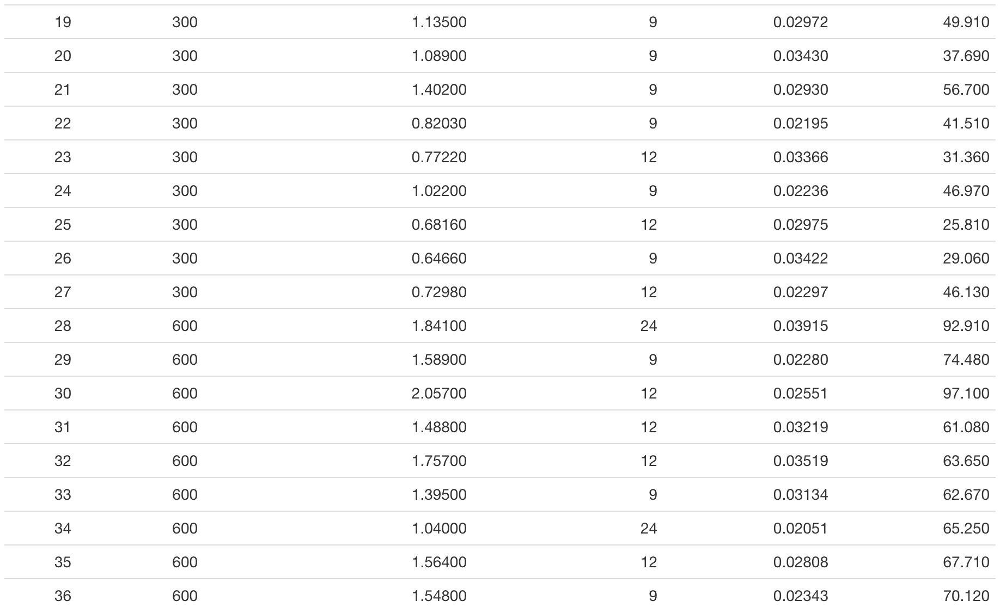 19 300 1.13500 9 0.02972 49.910
20 300 1.08900 9 0.03430 37.690
21 300 1.40200 9 0.02930 56.700
22 300 0.82030 9 0.02195 41.510
23 300 0.77220 12 0.03366 31.360
24 300 1.02200 9 0.02236 46.970
25 300 0.68160 12 0.02975 25.810
26 300 0.64660 9 0.03422 29.060
27 300 0.72980 12 0.02297 46.130
28 600 1.84100 24 0.03915 92.910
29 600 1.58900 9 0.02280 74.480
30 600 2.05700 12 0.02551 97.100
31 600 1.48800 12 0.03219 61.080
32 600 1.75700 12 0.03519 63.650
33 600 1.39500 9 0.03134 62.670
34 600 1.04000 24 0.02051 65.250
35 600 1.56400 12 0.02808 67.710
36 600 1.54800 9 0.02343 70.120